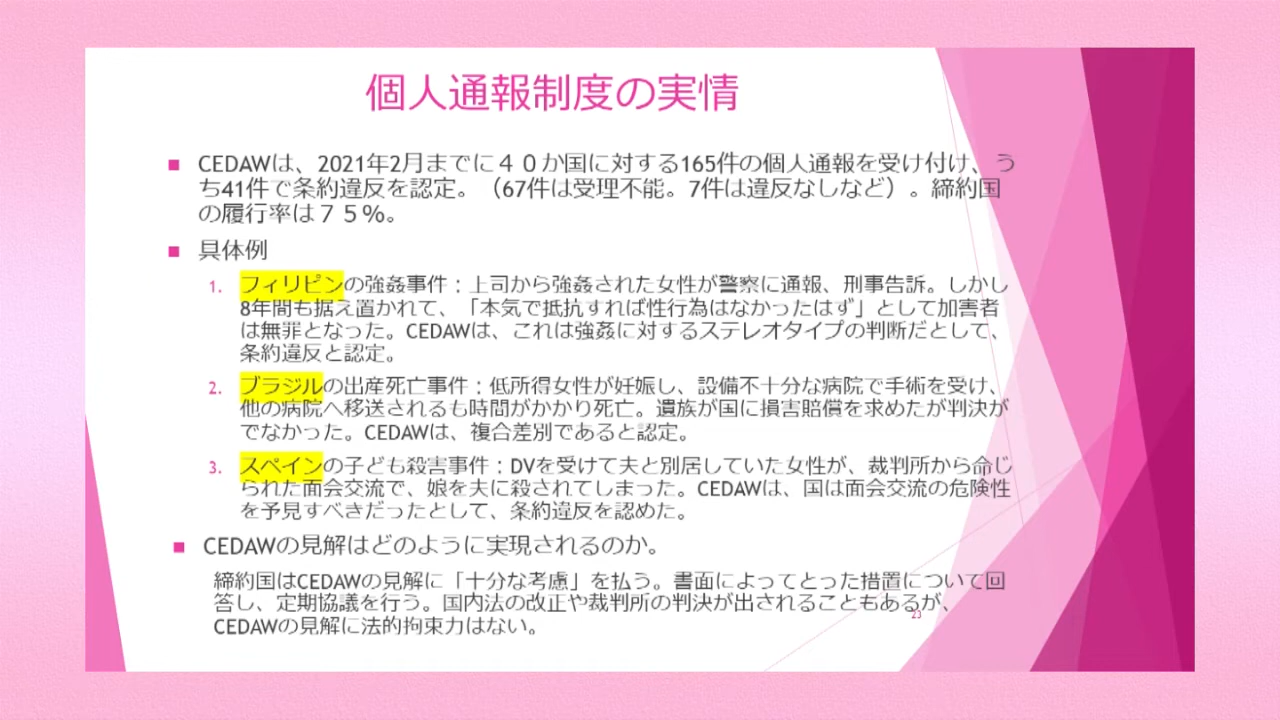 個人通報制度の実情
■ CEDAWは、2021年2月までに４０か国に対する165件の個人通報を受け付け、う
ち41件で条約違反を認定。（67件は受理不能。7件は違反なしなど）。締約国
の履行率は７５%。
■ 具体例
1. フィリピンの強姦事件：上司から強姦された女性が警察に通報、刑事告訴。しかし
8年間も据え置かれて、「本気で抵抗すれば性行為はなかったはず」として加害者
は無罪となった。CEDAWは、これは強姦に対するステレオタイプの判断だとして、
条約違反と認定。
2. ブラジルの出産死亡事件：低所得女性が妊娠し、設備不十分な病院で手術を受け、
他の病院へ移送されるも時間がかかり死亡。遺族が国に損害賠償を求めたが判決が
でなかった。CEDAWは、複合差別であると認定。
3. スペインの子ども殺害事件：DVを受けて夫と別居していた女性が、裁判所から命じ
られた面会交流で、娘を夫に殺されてしまった。CEDAWは、国は面会交流の危険性
を予見すべきだったとして、条約違反を認めた。
■ CEDAWの見解はどのように実現されるのか。
締約国はCEDAWの見解に「十分な考慮」を払う。書面によってとった措置について回
答し、定期協議を行う。国内法の改正や裁判所の判決が出されることもあるが、
CEDAWの見解に法的拘束力はない。
23